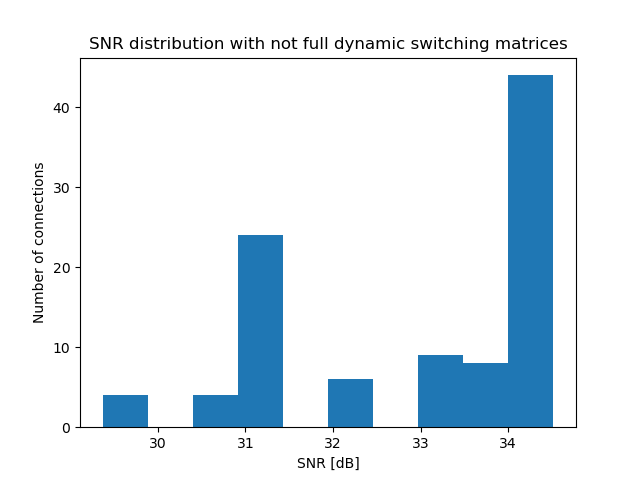 SNR distribution with not full dynamic switching matrices
Number of connections
40
30
20
10
0
30 31 32 33 34
SNR [dB]